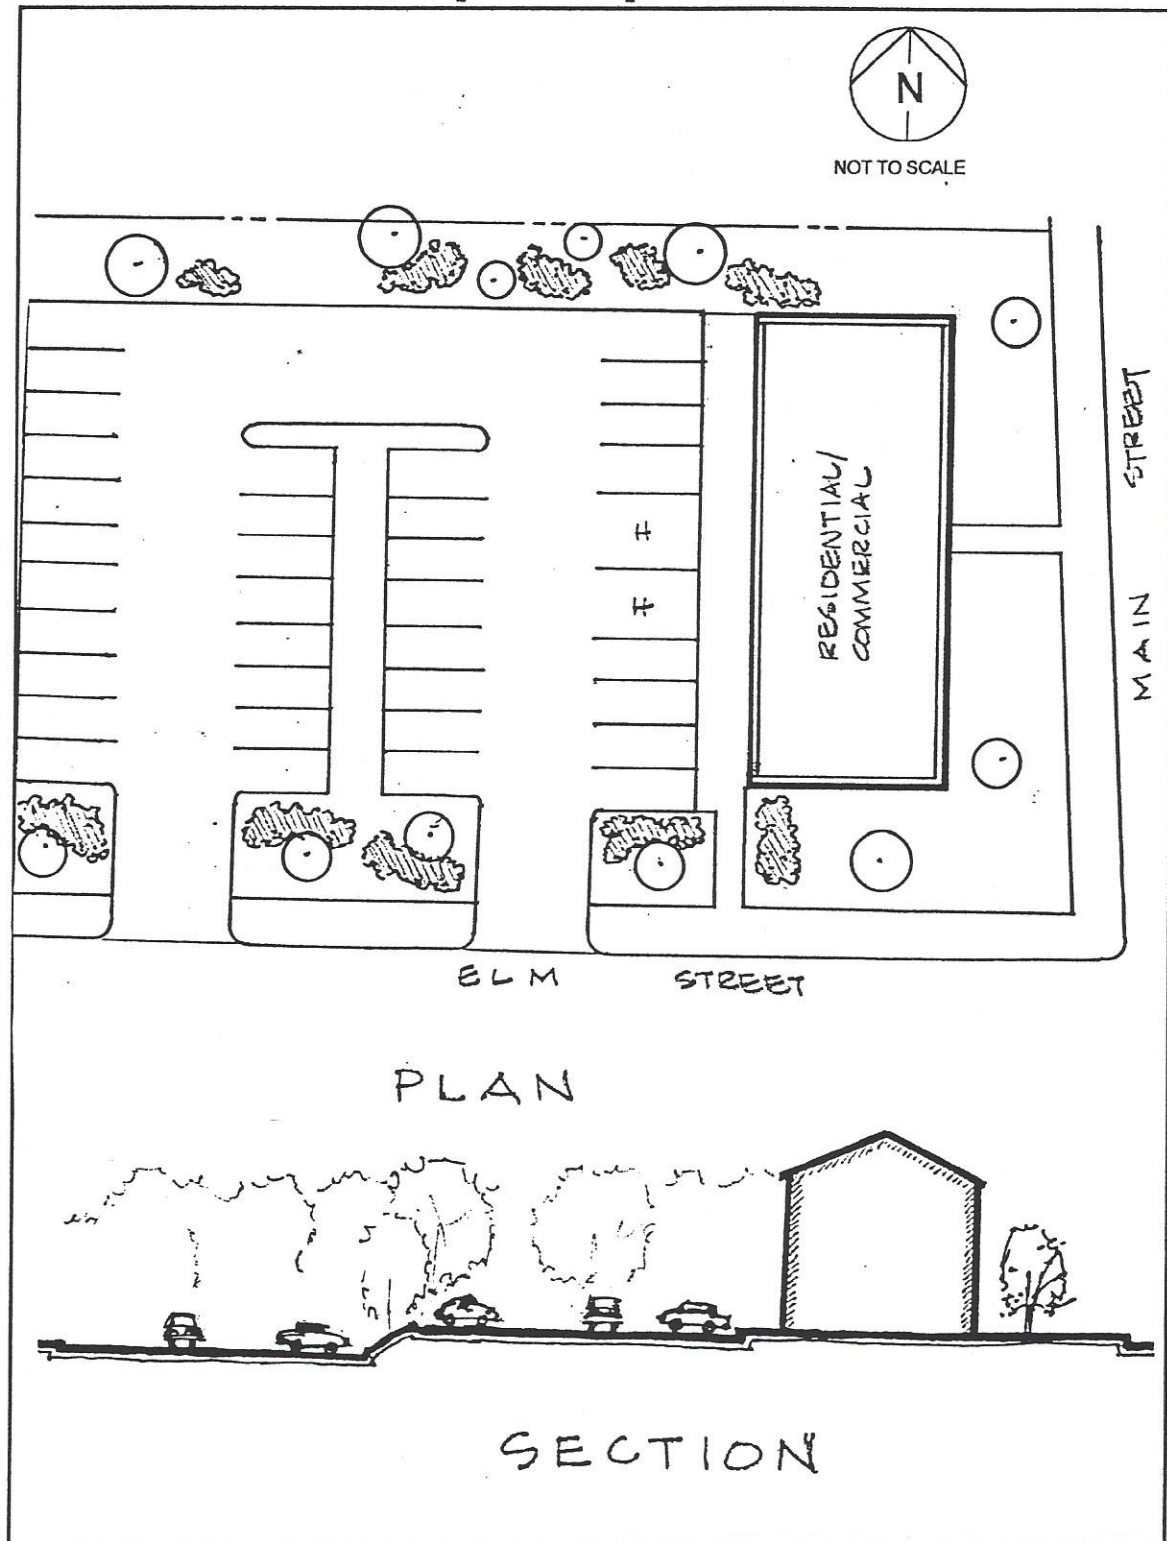 N
NOT TO SCALE
RESIDENTIAL/
COMMERCIAL
H
H
MAIN STREET
ELM STREET
PLAN
SECTION